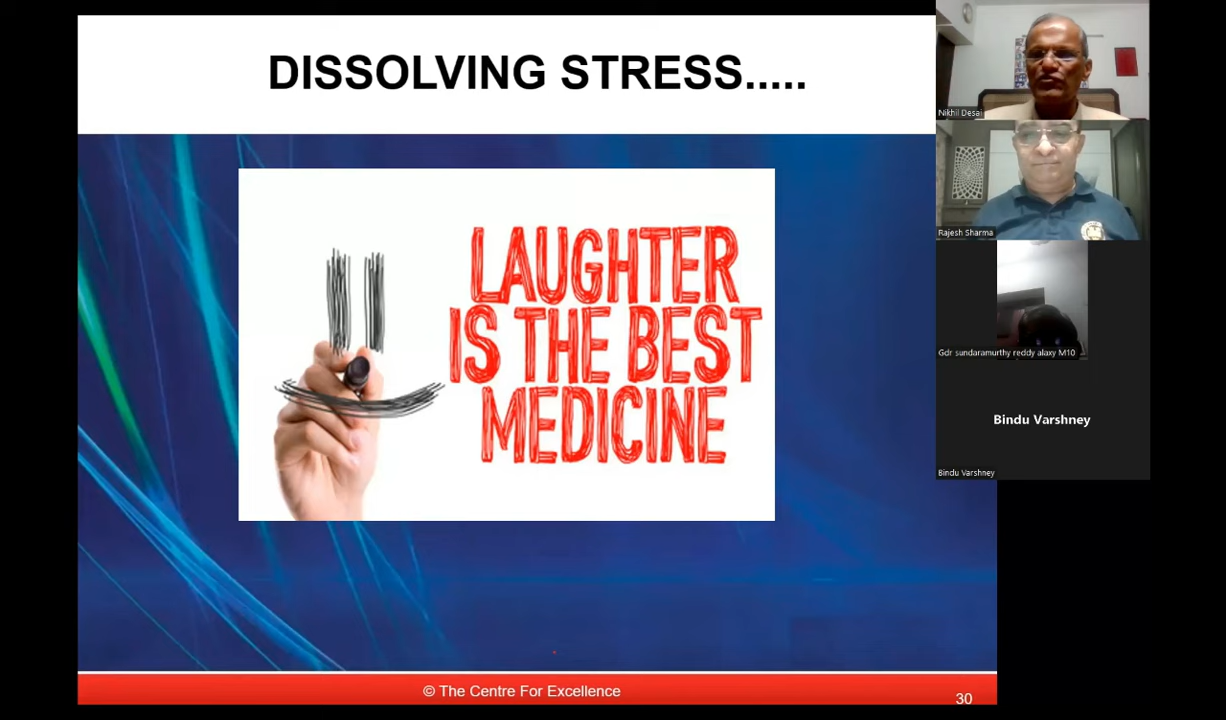 DISSOLVING STRESS.....
LAUGHTER
IS THE BEST
MEDICINE
© The Centre For Excellence
30
Nikhil Desai
Rajesh Sharma
Gdr sundaramurthy reddy alaxy M10
Bindu Varshney
Bindu Varshney